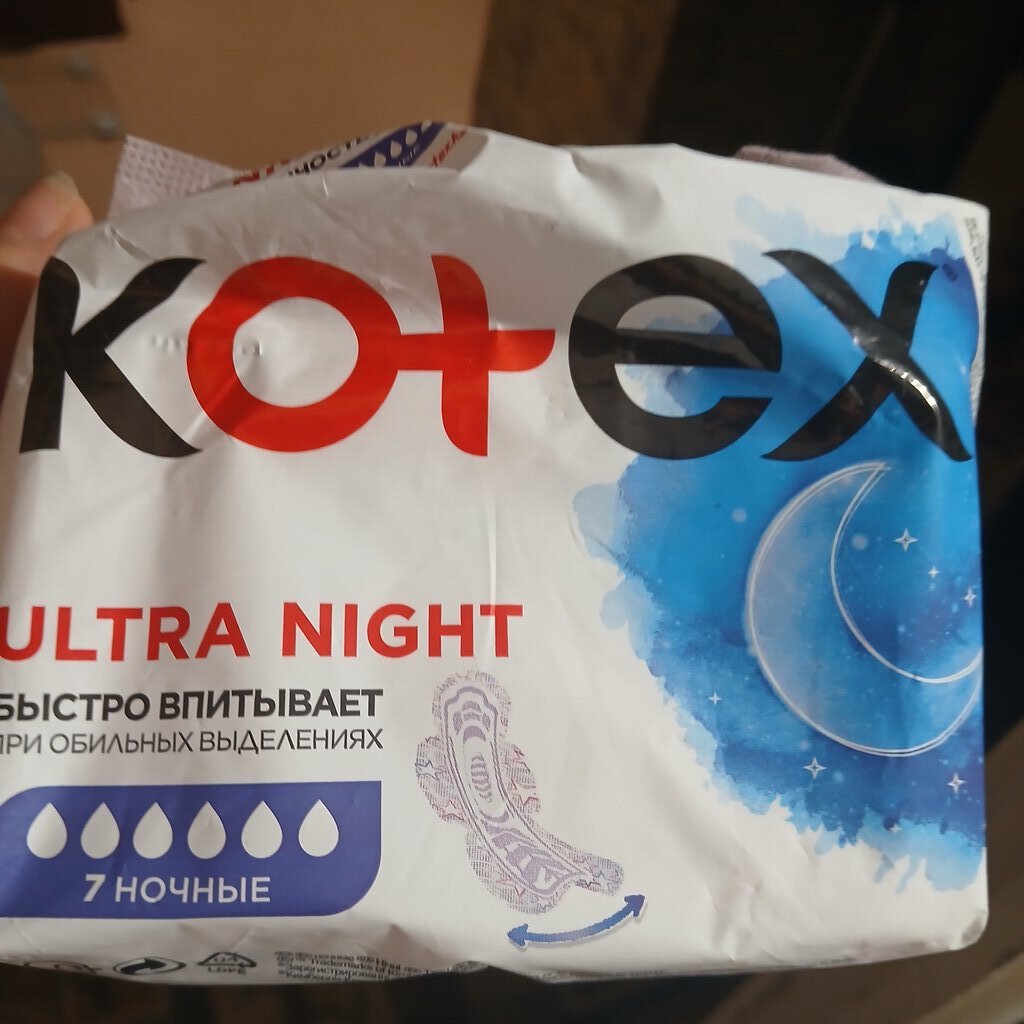 kotex
ULTRA NIGHT
БЫСТРО ВПИТЫВАЕТ
ПРИ ОБИЛЬНЫХ ВЫДЕЛЕНИЯХ
7 НОЧНЫЕ